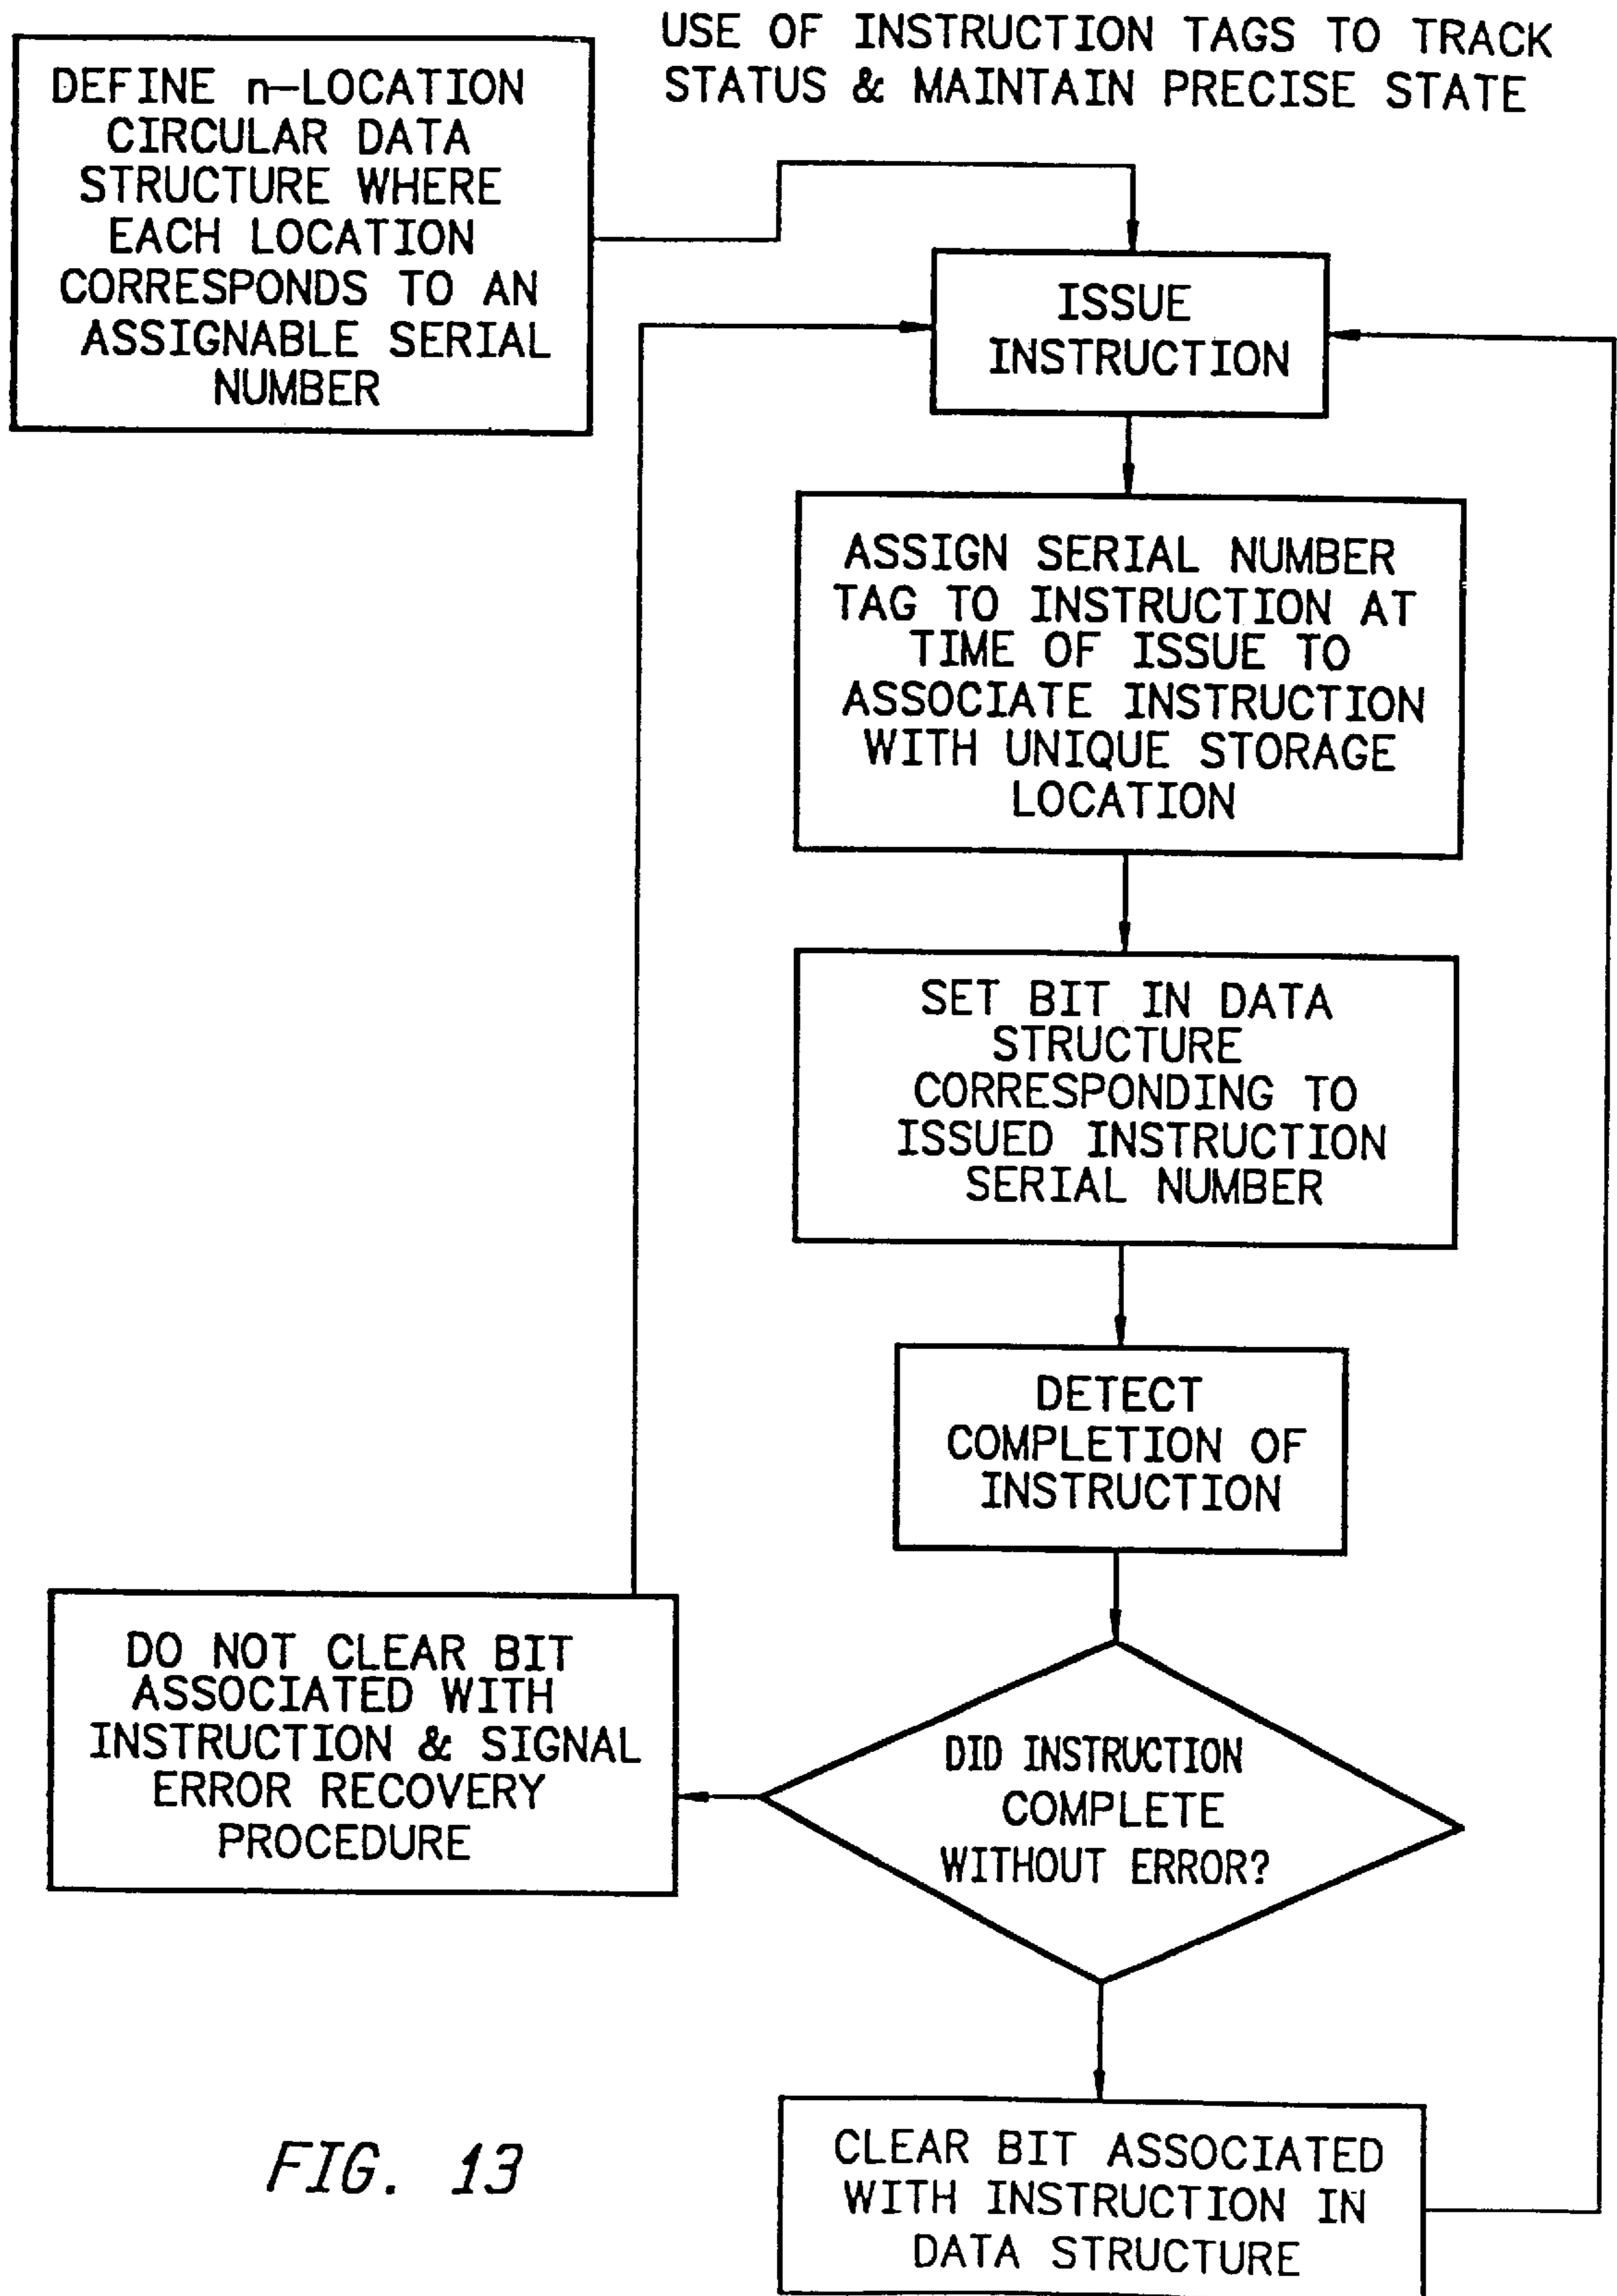 USE OF INSTRUCTION TAGS TO TRACK
STATUS & MAINTAIN PRECISE STATE
DEFINE n-LOCATION
CIRCULAR DATA
STRUCTURE WHERE
EACH LOCATION
CORRESPONDS TO AN
ASSIGNABLE SERIAL
NUMBER
ISSUE
INSTRUCTION
ASSIGN SERIAL NUMBER
TAG TO INSTRUCTION AT
TIME OF ISSUE TO
ASSOCIATE INSTRUCTION
WITH UNIQUE STORAGE
LOCATION
SET BIT IN DATA
STRUCTURE
CORRESPONDING TO
ISSUED INSTRUCTION
SERIAL NUMBER
DETECT
COMPLETION OF
INSTRUCTION
DID INSTRUCTION
COMPLETE
WITHOUT ERROR?
DO NOT CLEAR BIT
ASSOCIATED WITH
INSTRUCTION & SIGNAL
ERROR RECOVERY
PROCEDURE
CLEAR BIT ASSOCIATED
WITH INSTRUCTION IN
DATA STRUCTURE
FIG. 13